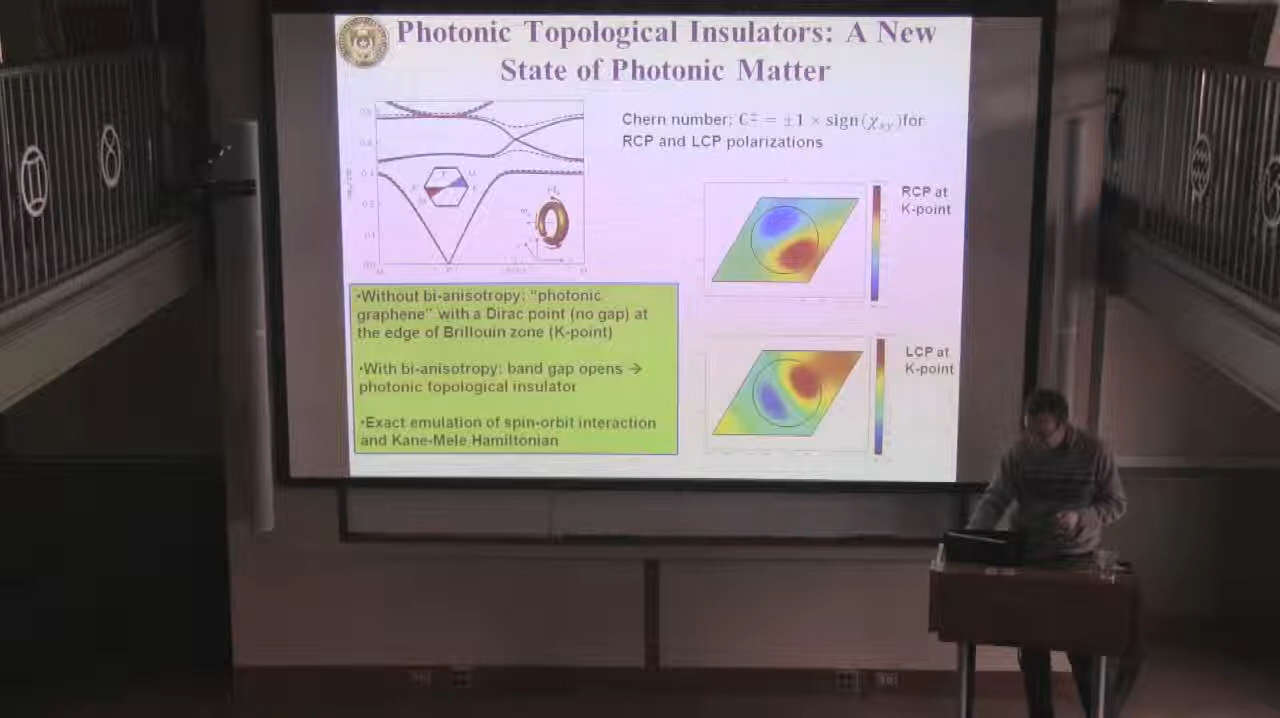 Photonic Topological Insulators: A New
State of Photonic Matter
Chern number: C∓ = ±1 × sign(χxy)for
RCP and LCP polarizations
RCP at
K-point
•Without bi-anisotropy: "photonic
graphene" with a Dirac point (no gap) at
the edge of Brillouin zone (K-point)
•With bi-anisotropy: band gap opens →
photonic topological insulator
•Exact emulation of spin-orbit interaction
and Kane-Mele Hamiltonian
LCP at
K-point